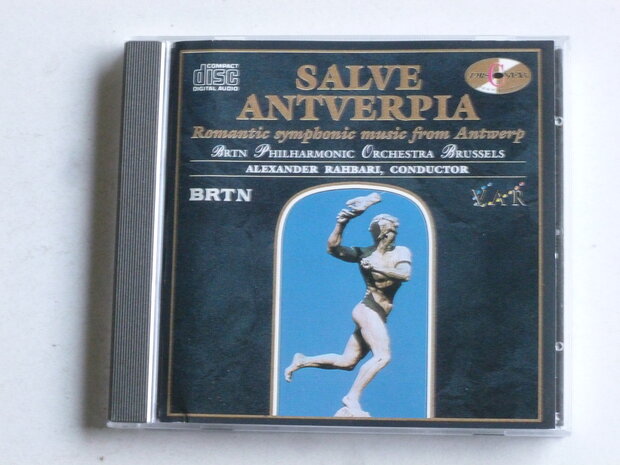 COMPACT
disc
DIGITAL AUDIO
SALVE
ANTVERPIA
Romantic symphonic music from Antwerp
BRTN PHILHARMONIC ORCHESTRA BRUSSELS
ALEXANDER RAHBARI, CONDUCTOR
BRTN
VAR